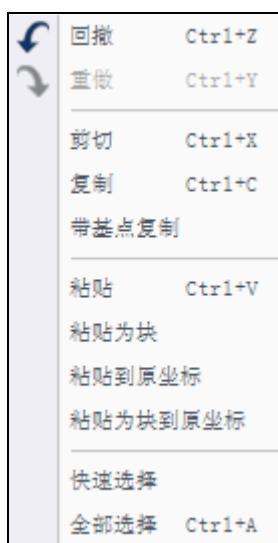 回撤 Ctrl+Z
重做 Ctrl+Y
剪切 Ctrl+X
复制 Ctrl+C
带基点复制
粘贴 Ctrl+V
粘贴为块
粘贴到原坐标
粘贴为块到原坐标
快速选择
全部选择 Ctrl+A